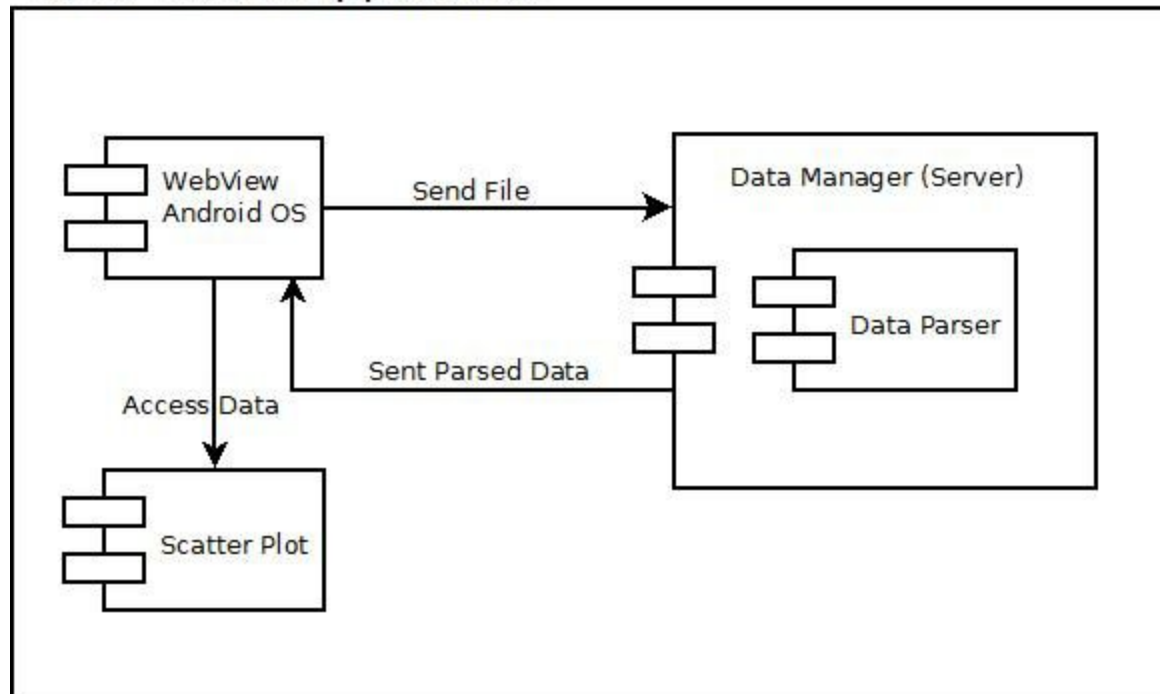 WebView
Android OS
Send File
Data Manager (Server)
Data Parser
Sent Parsed Data
Access Data
Scatter Plot